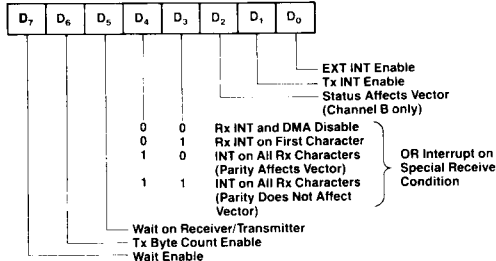 D7 D6 D5 D4 D3 D2 D1 D0
EXT INT Enable
Tx INT Enable
Status Affects Vector
(Channel B only)
0 0 Rx INT and DMA Disable
0 1 Rx INT on First Character
1 0 INT on All Rx Characters
(Parity Affects Vector)
1 1 INT on All Rx Characters
(Parity Does Not Affect
Vector)
OR Interrupt on
Special Receive
Condition
Wait on Receiver/Transmitter
Tx Byte Count Enable
Wait Enable